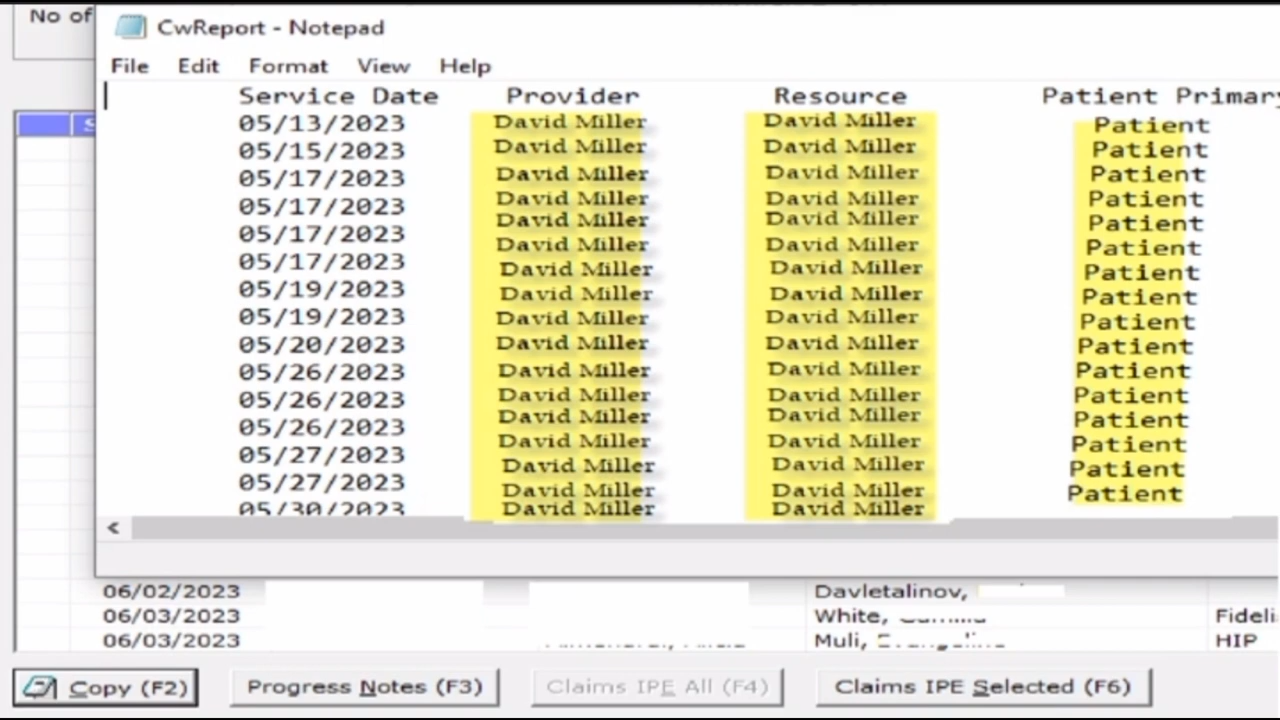 No of
CwReport - Notepad
File Edit Format View Help
Service Date Provider Resource Patient Primary
05/13/2023 David Miller David Miller Patient
05/15/2023 David Miller David Miller Patient
05/17/2023 David Miller David Miller Patient
05/17/2023 David Miller David Miller Patient
David Miller David Miller Patient
05/17/2023 David Miller David Miller Patient
05/17/2023 David Miller David Miller Patient
05/19/2023 David Miller David Miller Patient
05/19/2023 David Miller David Miller Patient
05/20/2023 David Miller David Miller Patient
05/26/2023 David Miller David Miller Patient
05/26/2023 David Miller David Miller Patient
05/26/2023 David Miller David Miller Patient
David Miller David Miller Patient
05/27/2023 David Miller David Miller Patient
05/27/2023 David Miller David Miller Patient
05/30/2023 David Miller David Miller
06/02/2023 Davletalinov,
06/03/2023 White, Fideli
06/03/2023 Muli, HIP
Copy (F2) Progress Notes (F3) Claims IPE All (F4) Claims IPE Selected (F6)